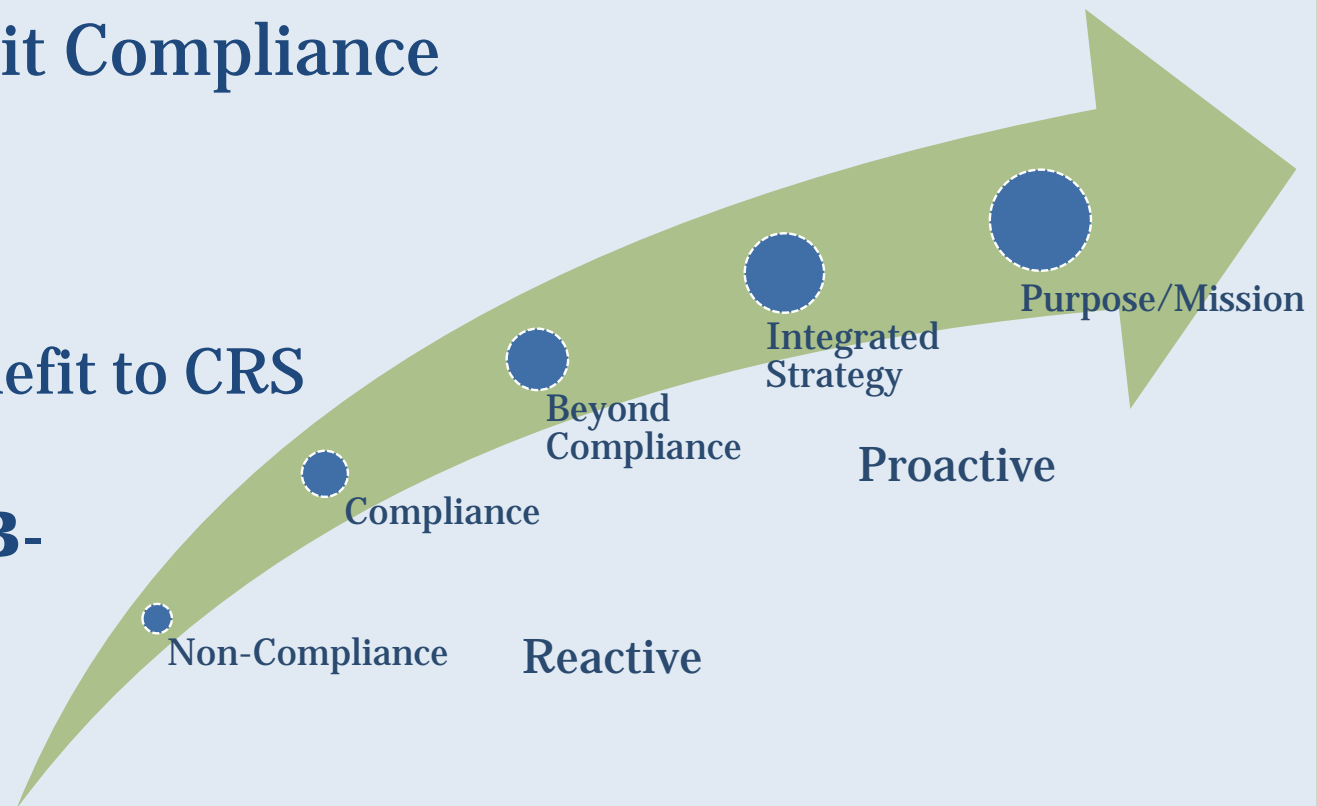 it Compliance
Purpose/Mission
Integrated
Strategy
efit to CRS
Beyond
Compliance
Proactive
Compliance
B-
Non-Compliance
Reactive